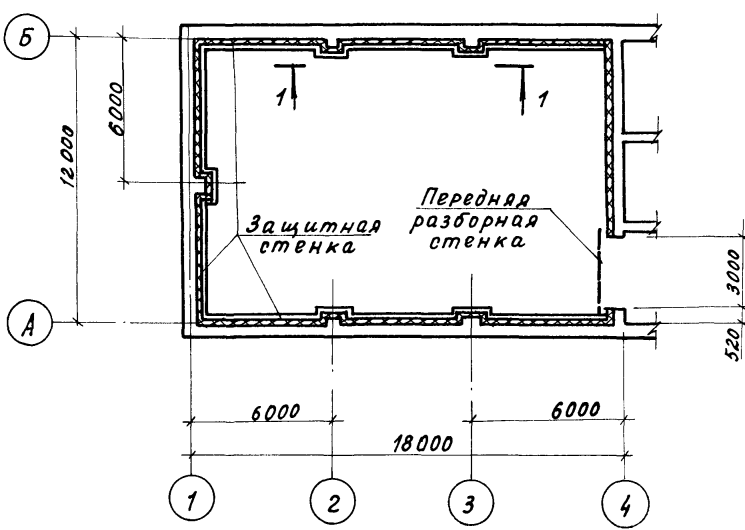 Б
6000
12000
1
1
Защитная
стенка
Передняя
разборная
стенка
3000
520
А
6000
6000
18000
1
2
3
4